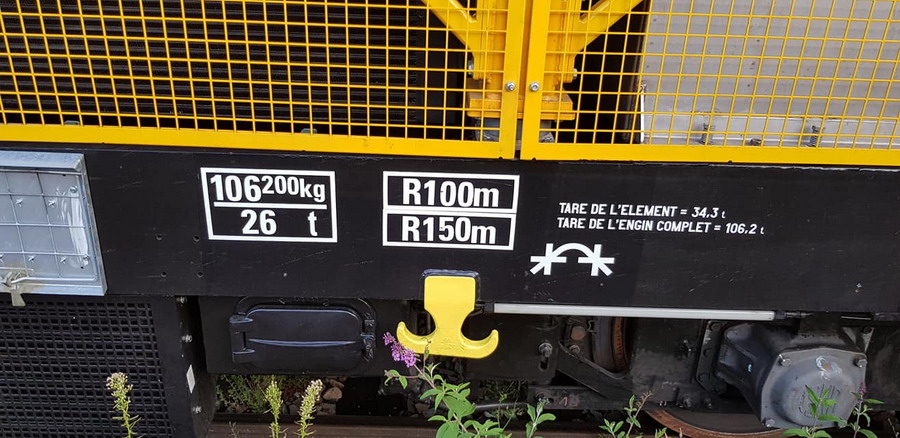 106200kg
26 t
R100m
R150m
TARE DE L'ELEMENT = 34,3 t
TARE DE L'ENGIN COMPLET = 106,2 t